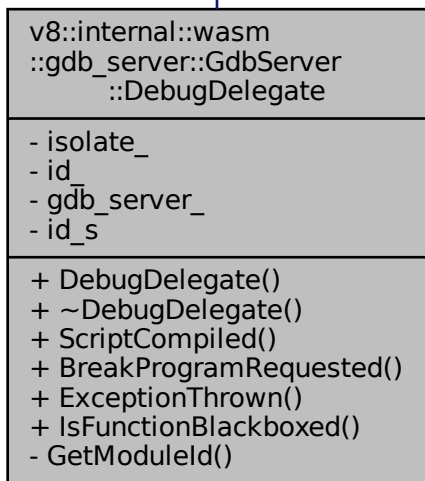 v8::internal::wasm
::gdb_server::GdbServer
::DebugDelegate
- isolate_
- id_
- gdb_server_
- id_s
+ DebugDelegate()
+ ~DebugDelegate()
+ ScriptCompiled()
+ BreakProgramRequested()
+ ExceptionThrown()
+ IsFunctionBlackboxed()
- GetModuleId()